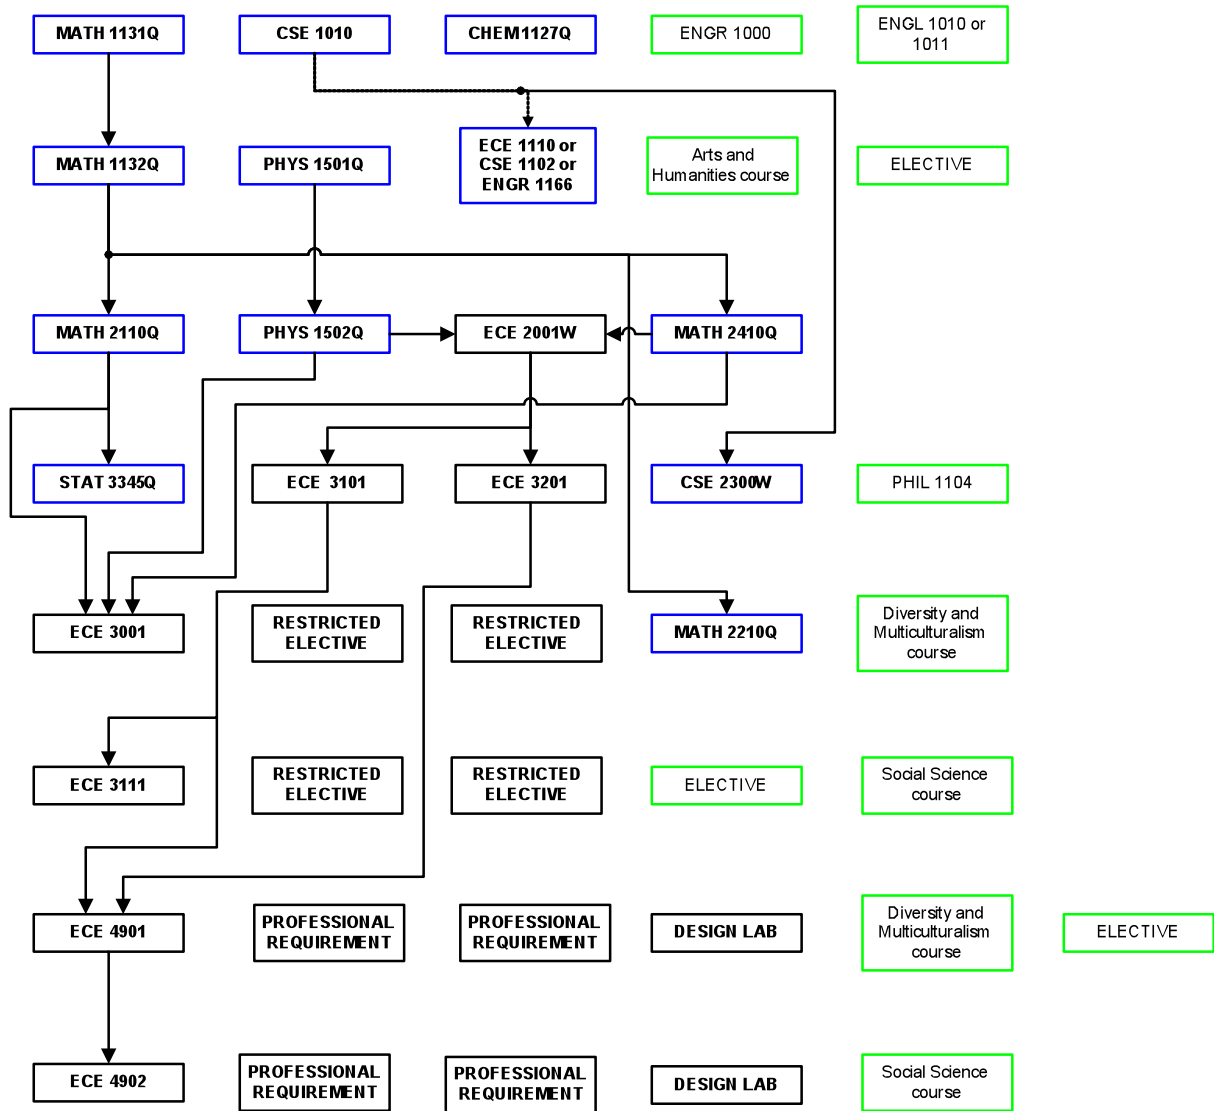 MATH 1131Q
CSE 1010
CHEM1127Q
ENGR 1000
ENGL 1010 or
1011
MATH 1132Q
PHYS 1501Q
ECE 1110 or
CSE 1102 or
ENGR 1166
Arts and
Humanities course
ELECTIVE
MATH 2110Q
PHYS 1502Q
ECE 2001W
MATH 2410Q
STAT 3345Q
ECE 3101
ECE 3201
CSE 2300W
PHIL 1104
ECE 3001
RESTRICTED
ELECTIVE
RESTRICTED
ELECTIVE
MATH 2210Q
Diversity and
Multiculturalism
course
ECE 3111
RESTRICTED
ELECTIVE
RESTRICTED
ELECTIVE
ELECTIVE
Social Science
course
ECE 4901
PROFESSIONAL
REQUIREMENT
PROFESSIONAL
REQUIREMENT
DESIGN LAB
Diversity and
Multiculturalism
course
ELECTIVE
ECE 4902
PROFESSIONAL
REQUIREMENT
PROFESSIONAL
REQUIREMENT
DESIGN LAB
Social Science
course